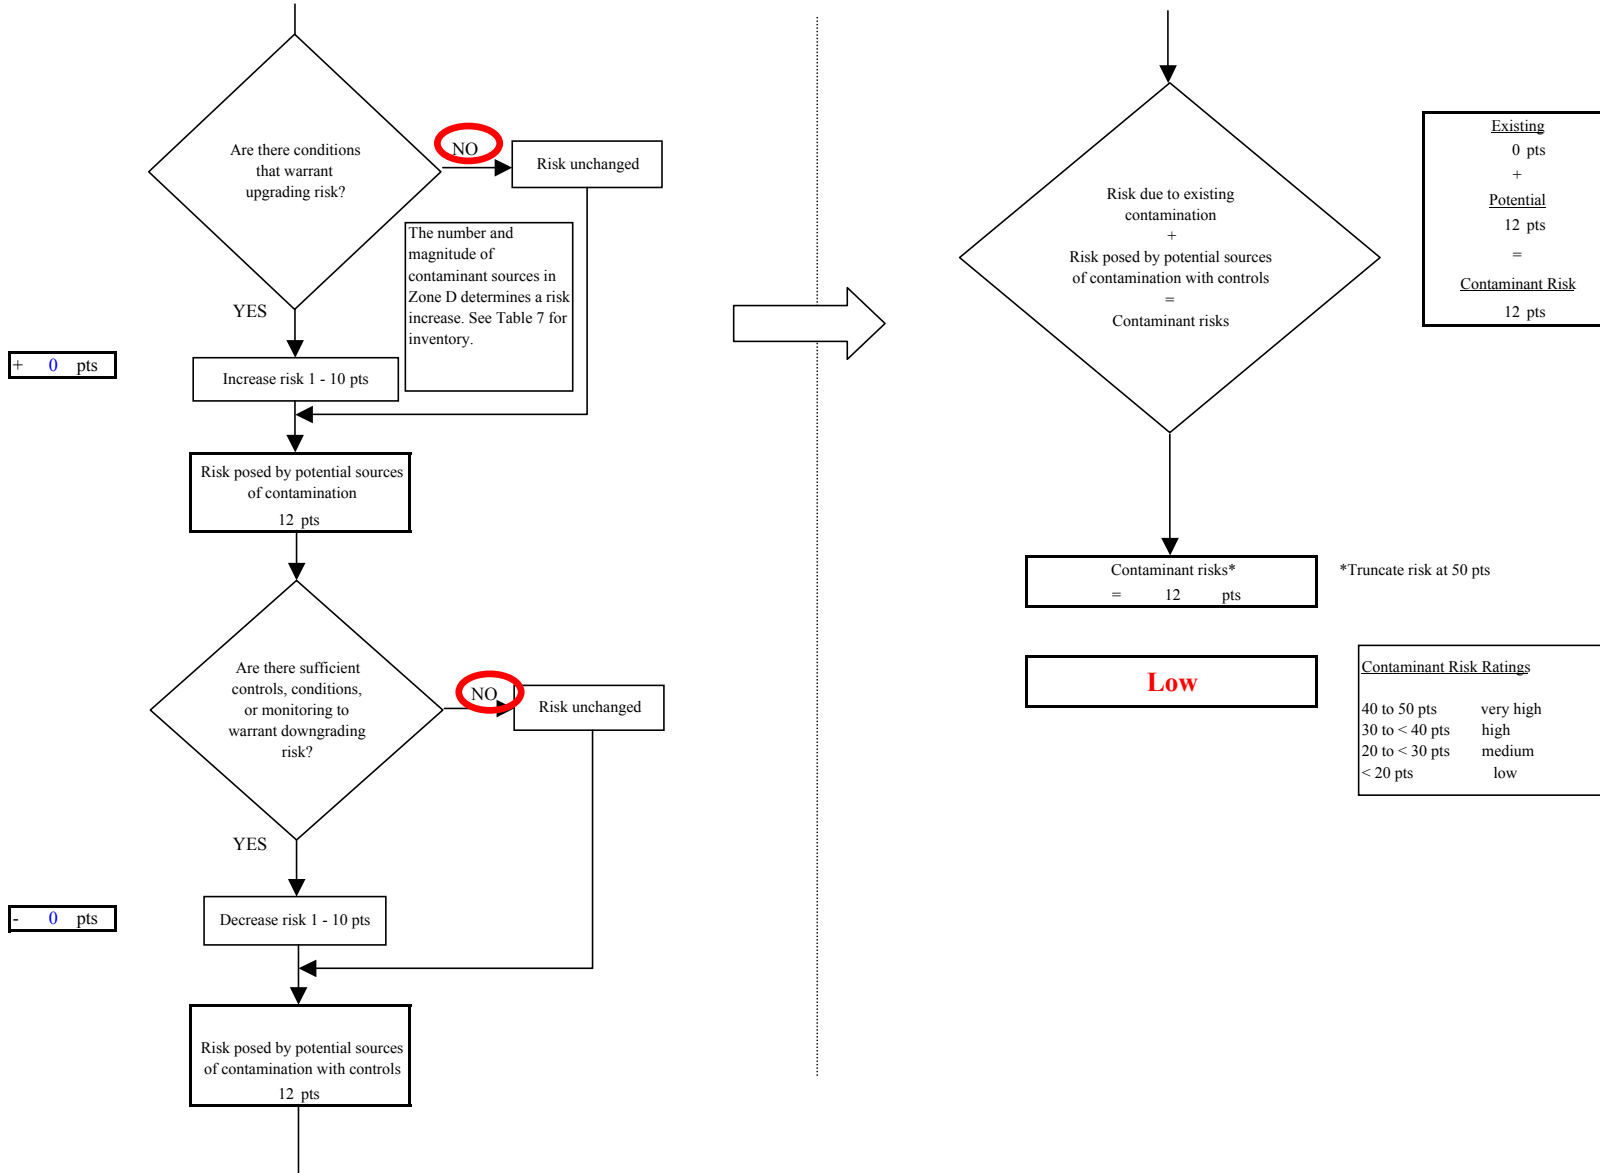 Are there conditions
that warrant
upgrading risk?
NO
Risk unchanged
The number and
magnitude of
contaminant sources in
Zone D determines a risk
increase. See Table 7 for
inventory.
YES
+ 0 pts
Increase risk 1 - 10 pts
Risk posed by potential sources
of contamination
12 pts
Are there sufficient
controls, conditions,
or monitoring to
warrant downgrading
risk?
NO
Risk unchanged
YES
- 0 pts
Decrease risk 1 - 10 pts
Risk posed by potential sources
of contamination with controls
12 pts
Risk due to existing
contamination
+
Risk posed by potential sources
of contamination with controls
=
Contaminant risks
Existing
0 pts
+
Potential
12 pts
=
Contaminant Risk
12 pts
Contaminant risks*
= 12 pts
*Truncate risk at 50 pts
Low
Contaminant Risk Ratings
40 to 50 pts very high
30 to < 40 pts high
20 to < 30 pts medium
< 20 pts low